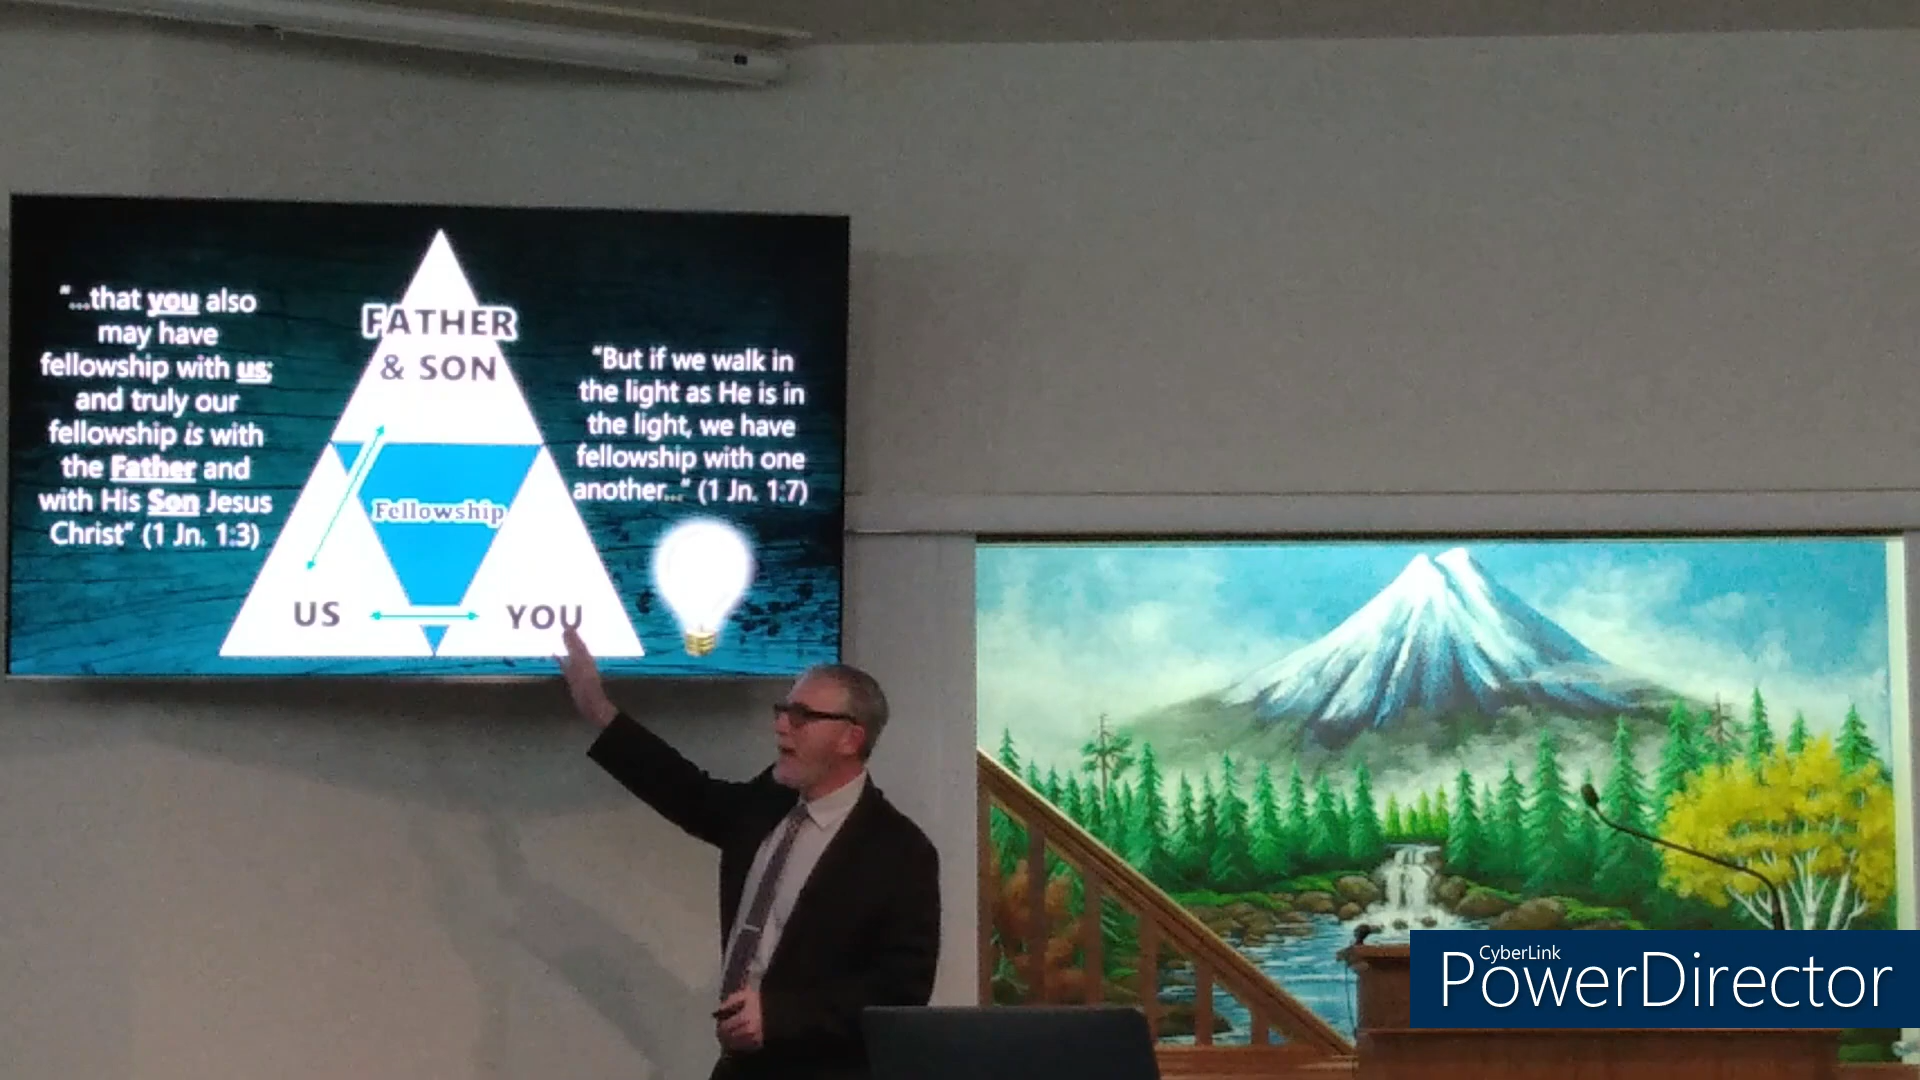 "...that you also
may have
fellowship with us;
and truly our
fellowship is with
the Father and
with His Son Jesus
Christ" (1 Jn. 1:3)
FATHER
& SON
Fellowship
US
YOU
"But if we walk in
the light as He is in
the light, we have
fellowship with one
another..." (1 Jn. 1:7)
CyberLink
PowerDirector